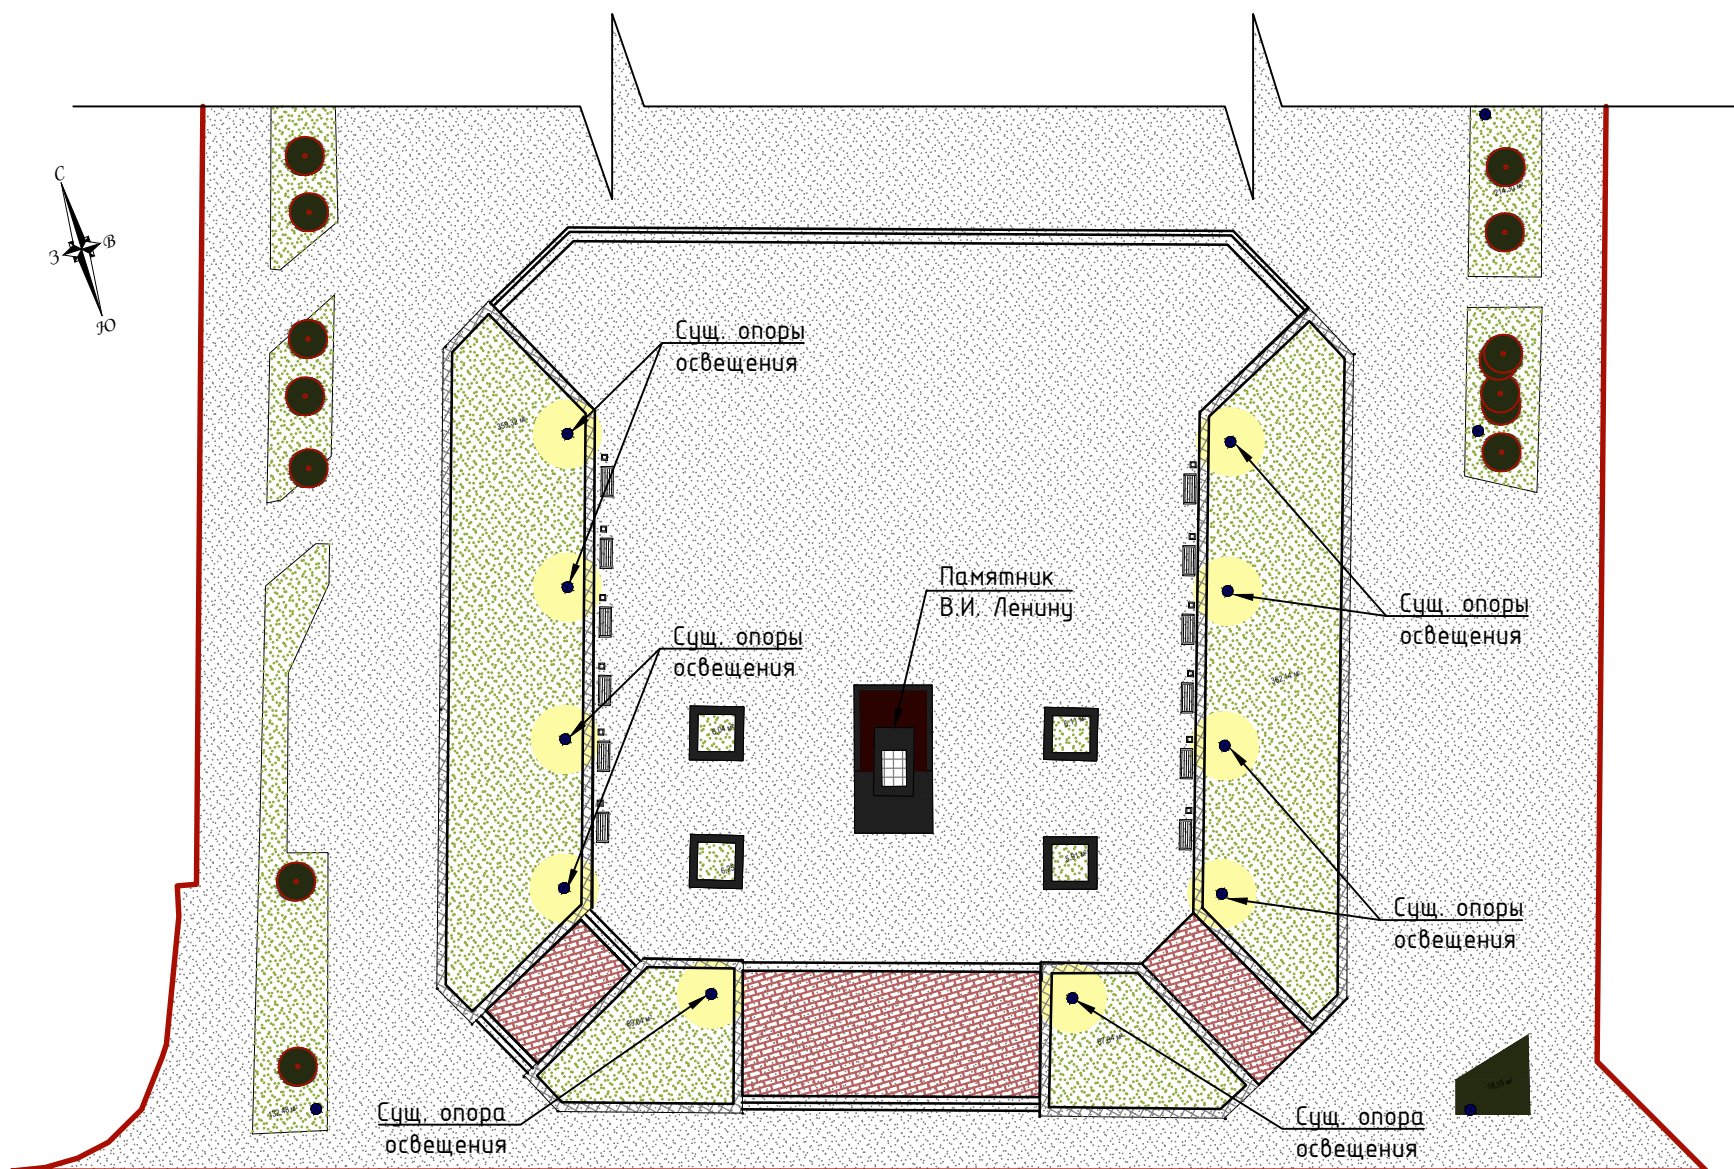 С
В
З
Ю
Сущ. опоры
освещения
Памятник
В.И. Ленину
Сущ. опоры
освещения
Сущ. опоры
освещения
Сущ. опоры
освещения
Сущ. опора
освещения
Сущ. опора
освещения